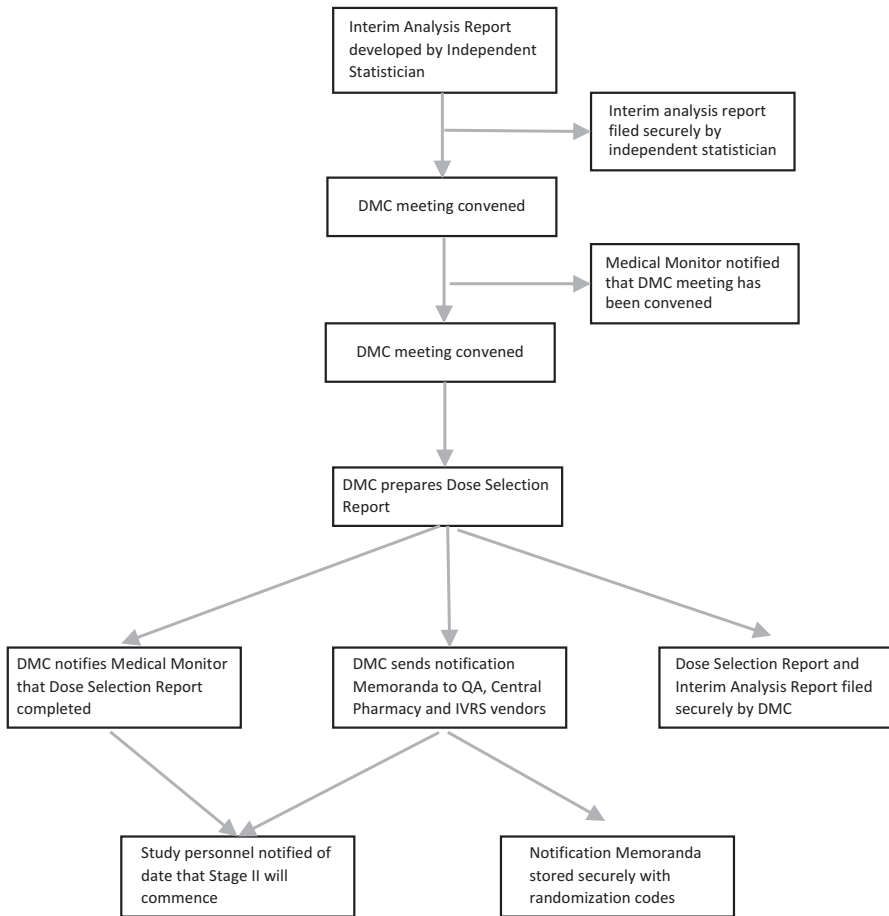 Interim Analysis Report
developed by Independent
Statistician
Interim analysis report
filed securely by
independent statistician
DMC meeting convened
Medical Monitor notified
that DMC meeting has
been convened
DMC meeting convened
DMC prepares Dose Selection
Report
DMC notifies Medical Monitor
that Dose Selection Report
completed
DMC sends notification
Memoranda to QA, Central
Pharmacy and IVRS vendors
Dose Selection Report and
Interim Analysis Report filed
securely by DMC
Study personnel notified of
date that Stage II will
commence
Notification Memoranda
stored securely with
randomization codes